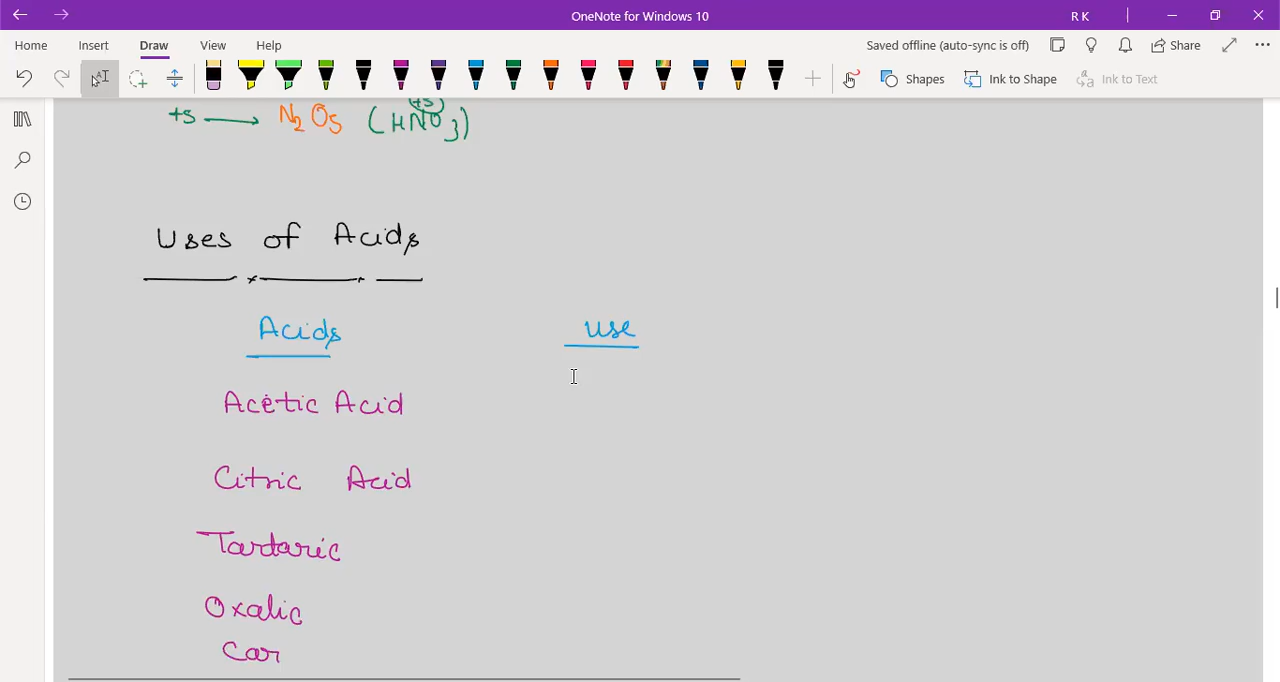 OneNote for Windows 10
R K
Home Insert Draw View Help
Saved offline (auto-sync is off) Share
Shapes Ink to Shape Ink to Text
+5 → N2O5 (HNO3)
+5
Uses of Acids
Acids Use
Acetic Acid
Citric Acid
Tartaric
Oxalic
Car